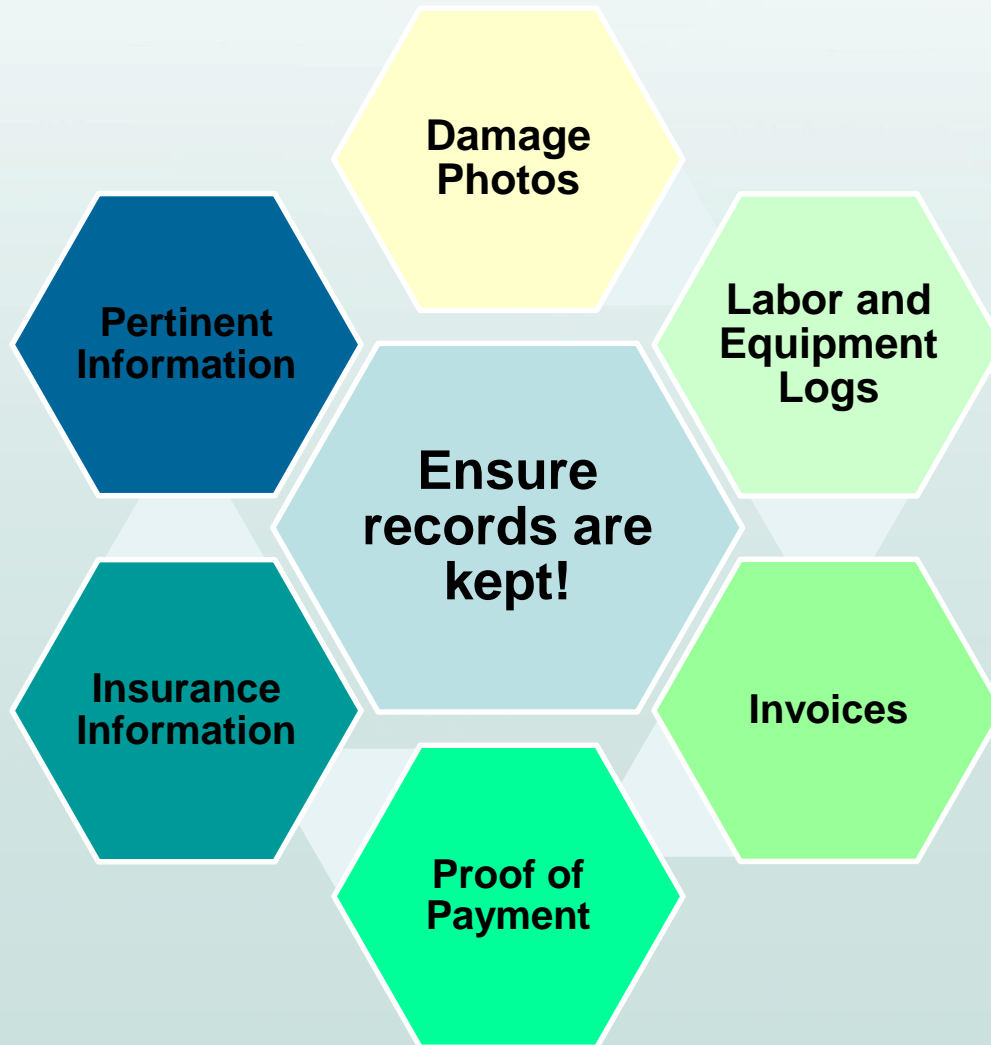 Damage
Photos
Labor and
Equipment
Logs
Pertinent
Information
Ensure
records are
kept!
Insurance
Information
Invoices
Proof of
Payment